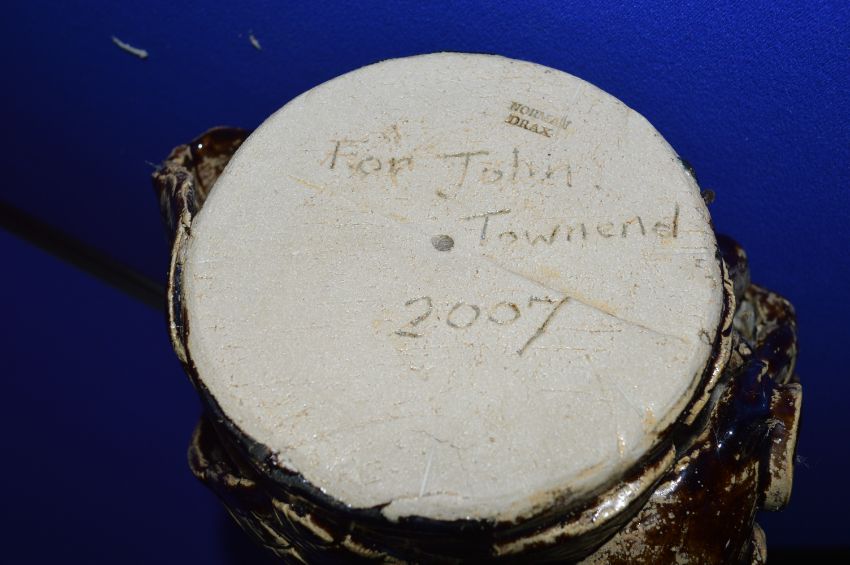 NORMAN
DRAX
For John
Townend
2007